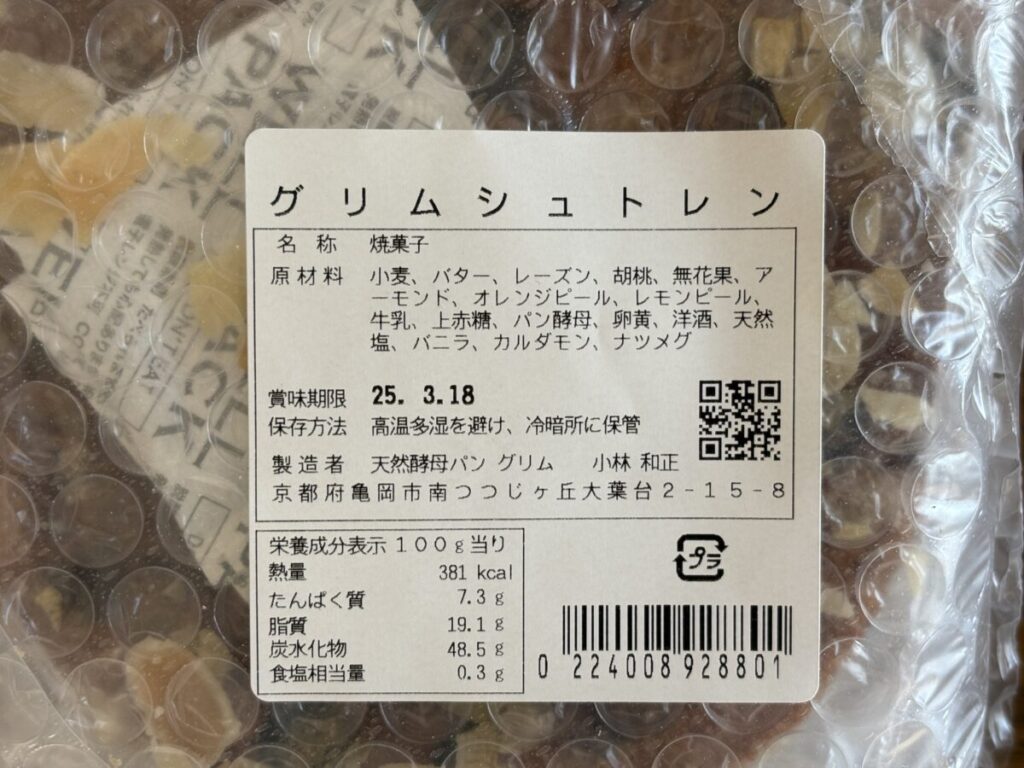 グリムシュトレン
名称 焼菓子
原材料 小麦、バター、レーズン、胡桃、無花果、ア
ーモンド、オレンジピール、レモンピール、
牛乳、上赤糖、パン酵母、卵黄、洋酒、天然
塩、バニラ、カルダモン、ナツメグ
賞味期限 25. 3.18
保存方法 高温多湿を避け、冷暗所に保管
製造者 天然酵母パン グリム 小林 和正
京都府亀岡市南つつじヶ丘大葉台2-15-8
栄養成分表示100g当り
熱量 381 kcal
たんぱく質 7.3 g
脂質 19.1 g
炭水化物 48.5 g
食塩相当量 0.3 g
プラ
0 224008 928801
PACK
DON'T EAT
PACK